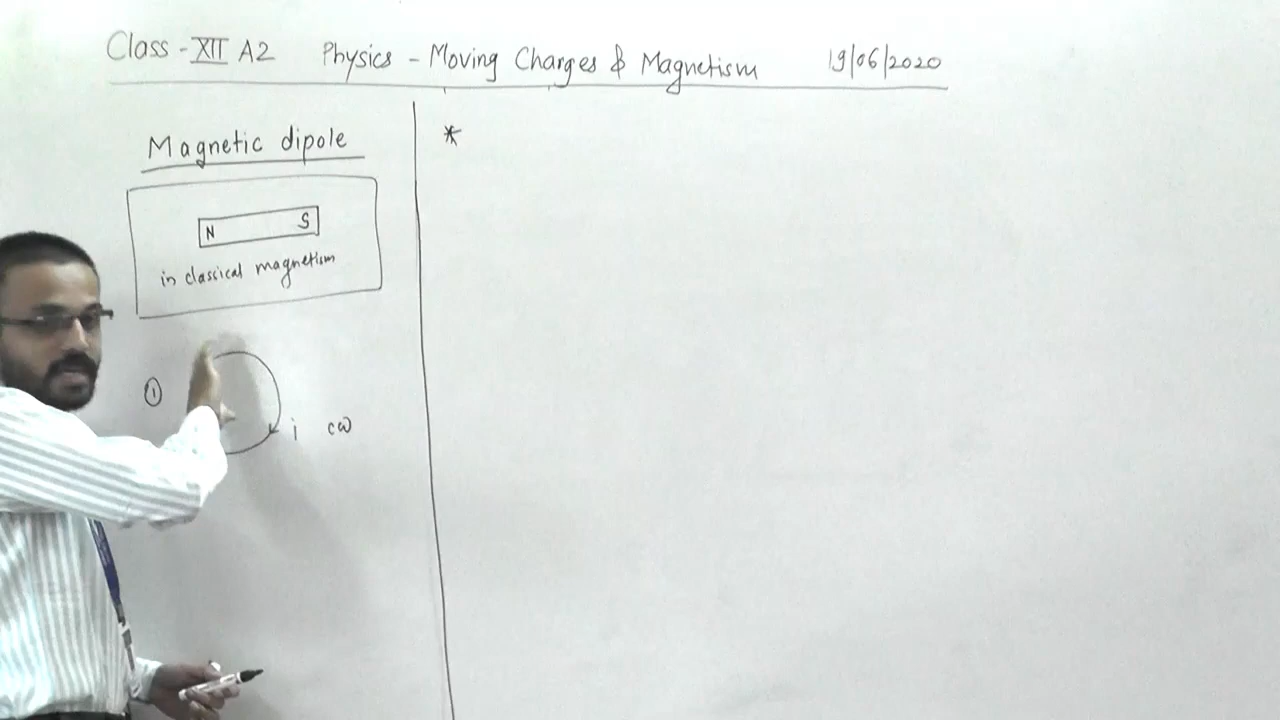 Class - XII A2 Physics - Moving Charges & Magnetism 19/06/2020
Magnetic dipole
*
N S
in classical magnetism
①
i cw